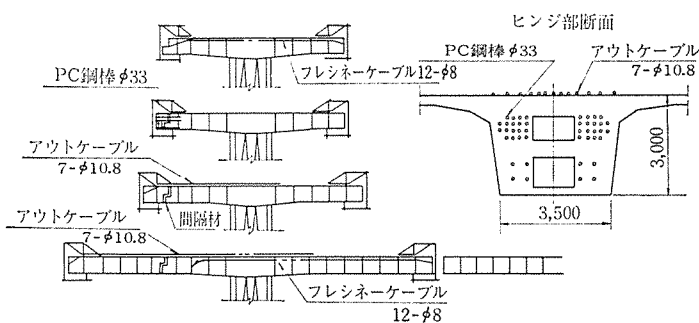 フレシネーケーブル12-φ8
PC鋼棒φ33
アウトケーブル
7-φ10.8
間隔材
アウトケーブル
7-φ10.8
フレシネーケーブル
12-φ8
ヒンジ部断面
PC鋼棒φ33
アウトケーブル
7-φ10.8
3,000
3,500